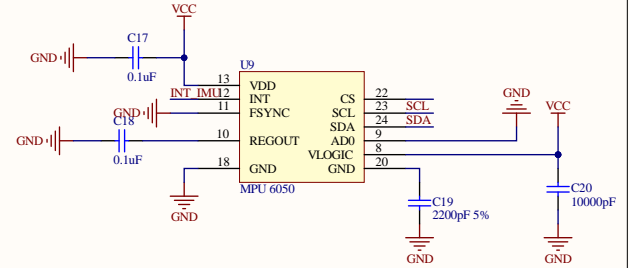 VCC
C17
GND
0.1uF
U9
13
VDD
INT_IMU
12
INT
CS
22
GND
11
FSYNC
SCL
23
SCL
SDA
24
SDA
GND
VCC
C18
GND
0.1uF
10
REGOUT
AD0
9
VLOGIC
8
18
GND
GND
20
MPU 6050
GND
C19
2200pF 5%
GND
C20
10000pF
GND